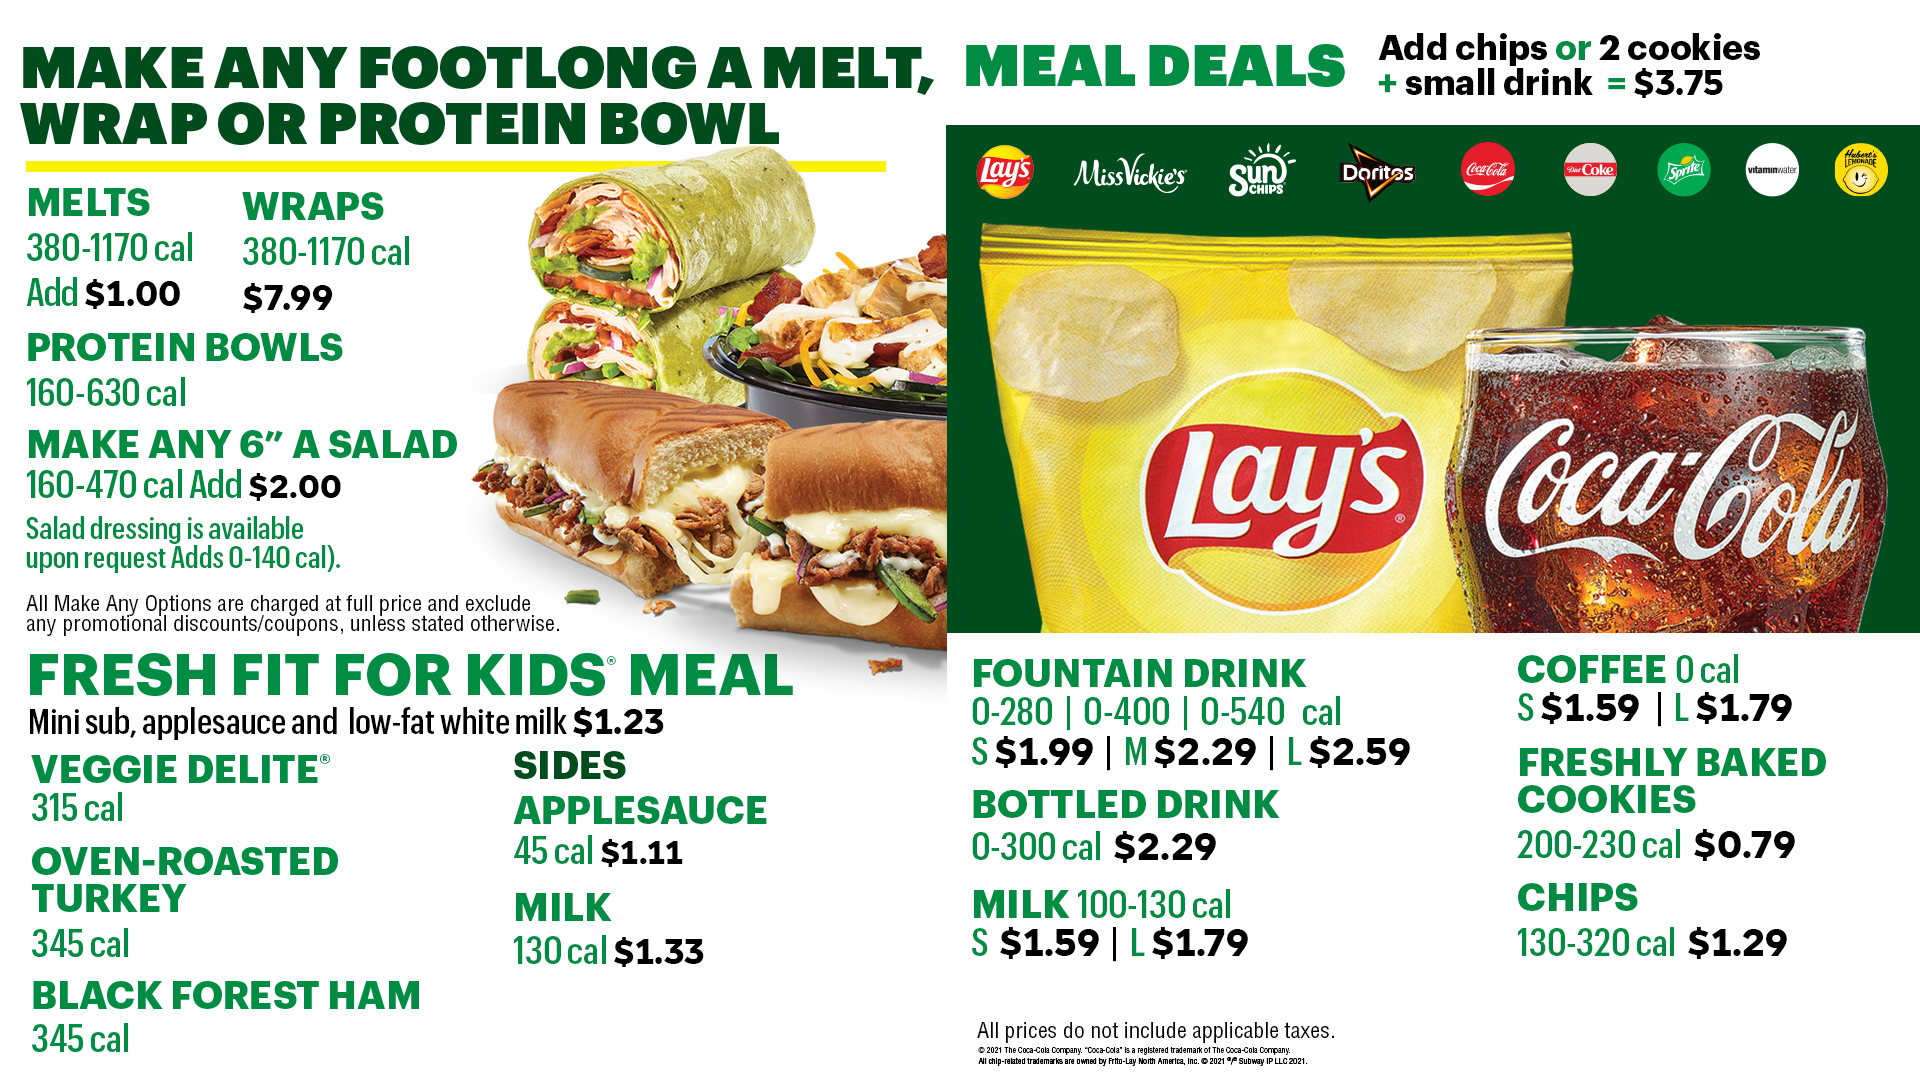 MAKE ANY FOOTLONG A MELT,
WRAP OR PROTEIN BOWL
MELTS
380-1170 cal
Add $1.00
WRAPS
380-1170 cal
$7.99
PROTEIN BOWLS
160-630 cal
MAKE ANY 6” A SALAD
160-470 cal Add $2.00
Salad dressing is available
upon request Adds 0-140 cal).
All Make Any Options are charged at full price and exclude
any promotional discounts/coupons, unless stated otherwise.
FRESH FIT FOR KIDS® MEAL
Mini sub, applesauce and low-fat white milk $1.23
VEGGIE DELITE®
315 cal
OVEN-ROASTED
TURKEY
345 cal
BLACK FOREST HAM
345 cal
SIDES
APPLESAUCE
45 cal $1.11
MILK
130 cal $1.33
MEAL DEALS
Add chips or 2 cookies
+ small drink = $3.75
Lay's
Miss Vickie's
Sun CHIPS
Doritos
Coca-Cola
Diet Coke
Sprite
vitaminwater
Hubert's LEMONADE
Lay's®
Coca-Cola
FOUNTAIN DRINK
0-280 | 0-400 | 0-540 cal
S $1.99 | M $2.29 | L $2.59
BOTTLED DRINK
0-300 cal $2.29
MILK 100-130 cal
S $1.59 | L $1.79
COFFEE 0 cal
S $1.59 | L $1.79
FRESHLY BAKED
COOKIES
200-230 cal $0.79
CHIPS
130-320 cal $1.29
All prices do not include applicable taxes.
© 2021 The Coca-Cola Company. "Coca-Cola" is a registered trademark of The Coca-Cola Company.
All chip-related trademarks are owned by Frito-Lay North America, Inc. © 2021 ®/® Subway IP LLC 2021.